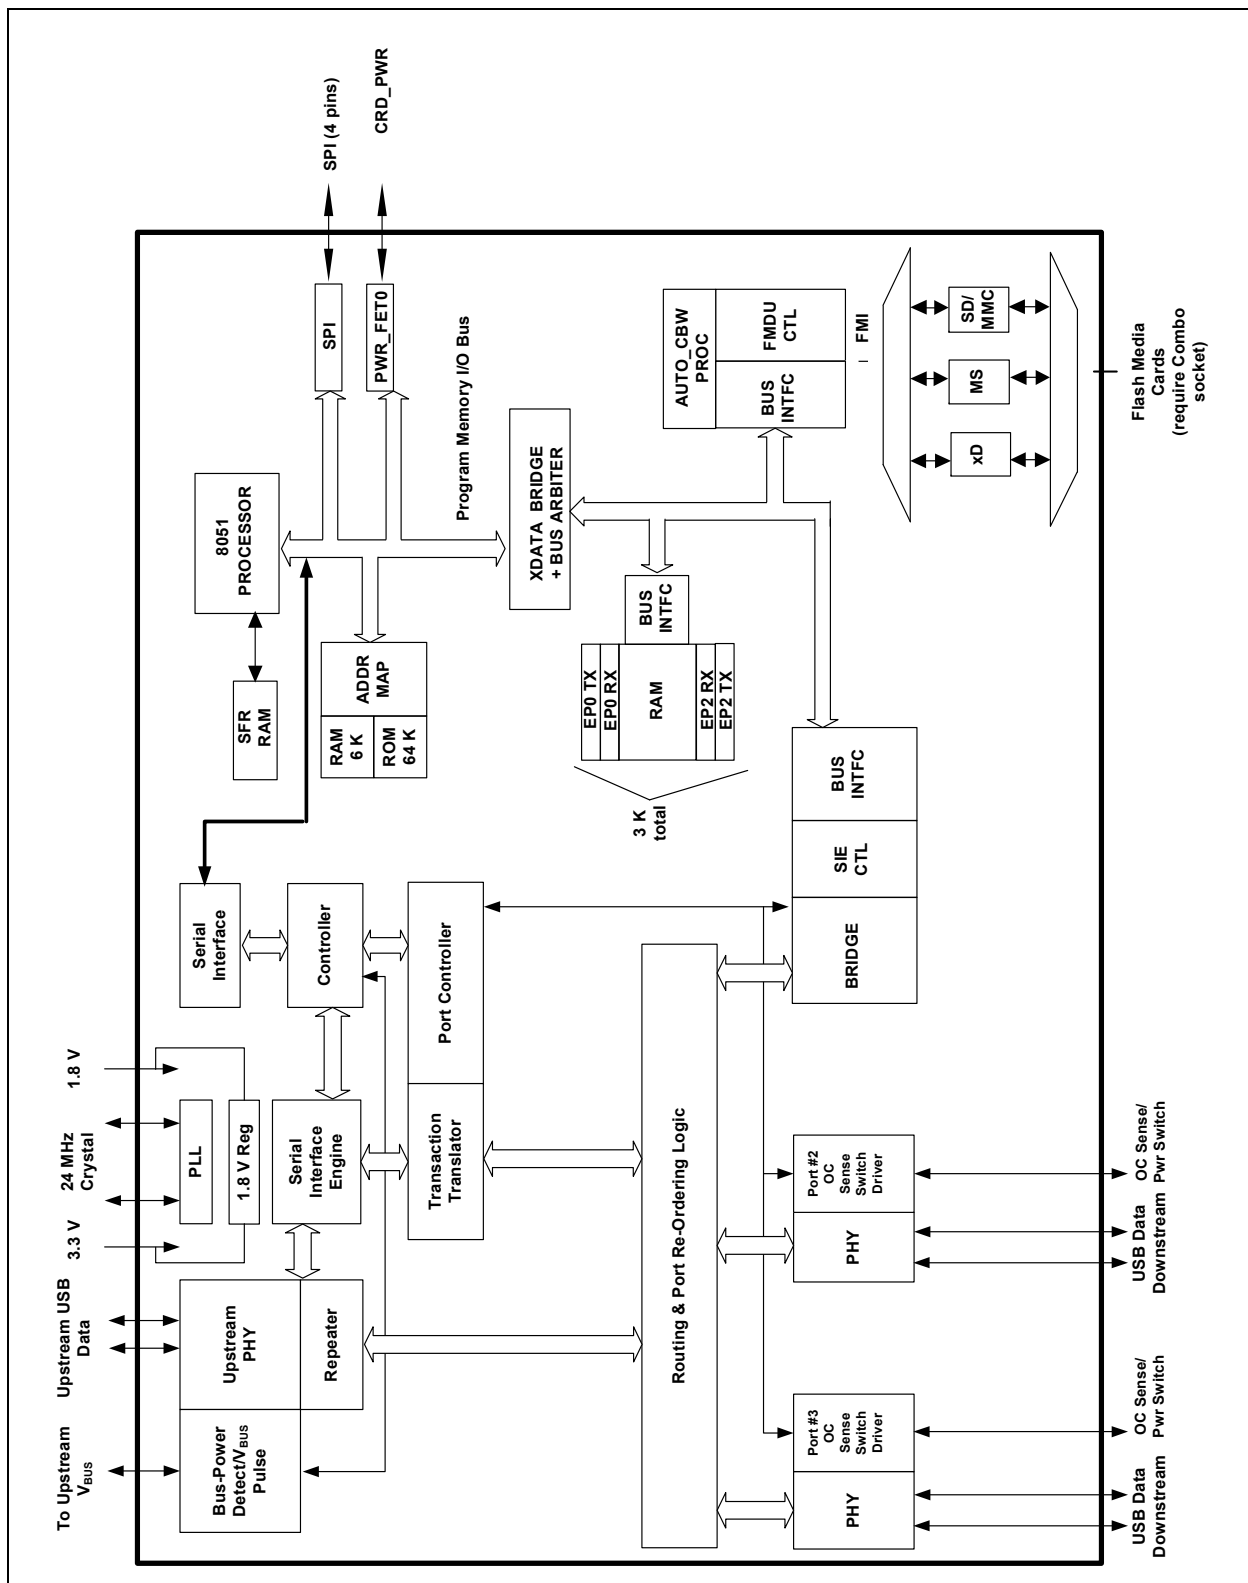 To Upstream
VBUS
Upstream USB
Data
3.3 V
24 MHz
Crystal
1.8 V
Bus-Power
Detect/VBUS
Pulse
Upstream
PHY
Repeater
PLL
1.8 V Reg
Serial
Interface
Engine
Serial
Interface
Controller
Transaction
Translator
Port Controller
SFR
RAM
8051
PROCESSOR
SPI
SPI (4 pins)
PWR_FET0
CRD_PWR
RAM
6 K
ROM
64 K
ADDR
MAP
Program Memory I/O Bus
XDATA BRIDGE
+ BUS ARBITER
3 K
total
EP0 TX
EP0 RX
RAM
EP2 RX
EP2 TX
BUS
INTFC
AUTO_CBW
PROC
BUS
INTFC
FMDU
CTL
FMI
Routing & Port Re-Ordering Logic
BRIDGE
SIE
CTL
BUS
INTFC
xD
MS
SD/
MMC
Flash Media
Cards
(require Combo
socket)
PHY
Port #3
OC
Sense
Switch
Driver
PHY
Port #2
OC
Sense
Switch
Driver
USB Data
Downstream
OC Sense/
Pwr Switch
USB Data
Downstream
OC Sense/
Pwr Switch